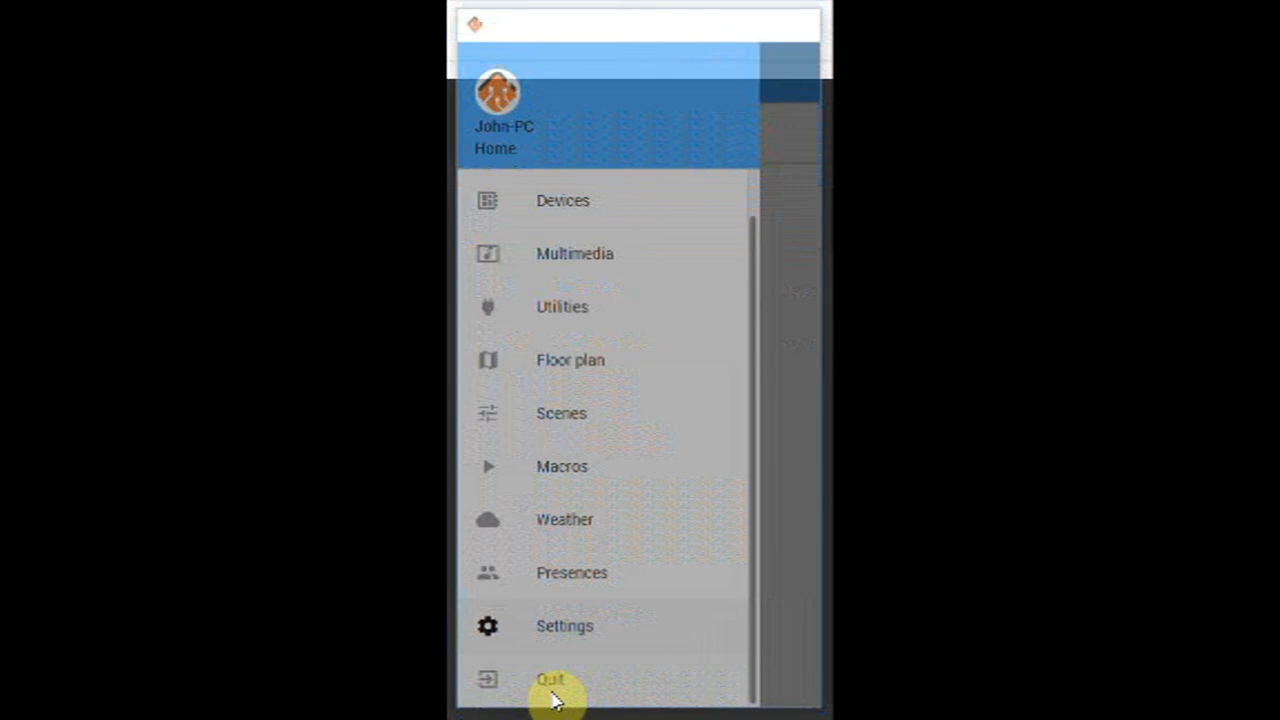 John-PC
Home
Devices
Multimedia
Utilities
Floor plan
Scenes
Macros
Weather
Presences
Settings
Quit